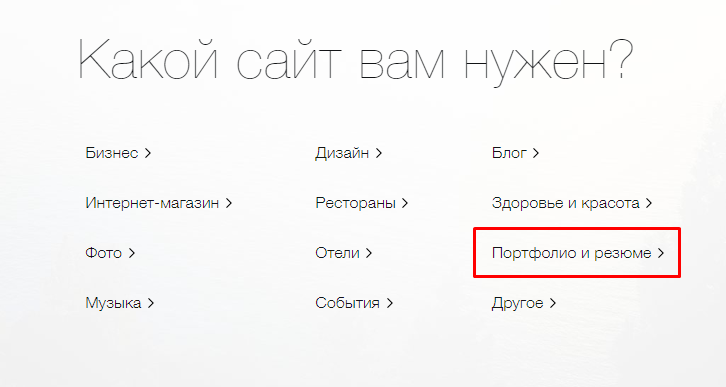 Какой сайт вам нужен?
Бизнес >
Дизайн >
Блог >
Интернет-магазин >
Рестораны >
Здоровье и красота >
Фото >
Отели >
Портфолио и резюме >
Музыка >
События >
Другое >